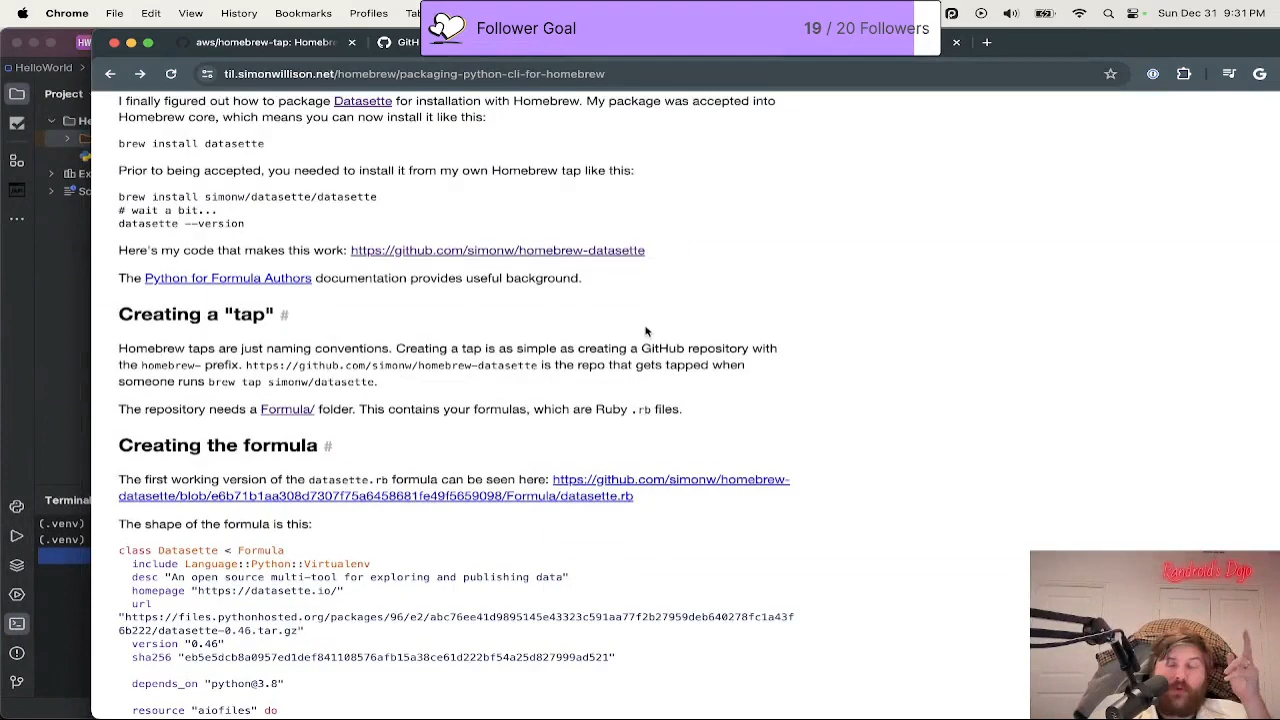 Chrome File Edit
Follower Goal
19 / 20 Followers
Sun Dec 31 9:31 PM
HW
aws/homebrew-tap: Homebr
GitH
HelloWorld
til.simonwillison.net/homebrew/packaging-python-cli-for-homebrew
Project
I finally figured out how to package Datasette for installation with Homebrew. My package was accepted into
Homebrew core, which means you can now install it like this:
He
brew install datasette
Ex
Prior to being accepted, you needed to install it from my own Homebrew tap like this:
Sc
brew install simonw/datasette/datasette
# wait a bit...
datasette --version
Here's my code that makes this work: https://github.com/simonw/homebrew-datasette
The Python for Formula Authors documentation provides useful background.
Creating a "tap" #
Homebrew taps are just naming conventions. Creating a tap is as simple as creating a GitHub repository with
the homebrew- prefix. https://github.com/simonw/homebrew-datasette is the repo that gets tapped when
someone runs brew tap simonw/datasette.
The repository needs a Formula/ folder. This contains your formulas, which are Ruby .rb files.
Creating the formula #
The first working version of the datasette.rb formula can be seen here: https://github.com/simonw/homebrew-
datasette/blob/e6b71b1aa308d7307f75a6458681fe49f5659098/Formula/datasette.rb
Terminal
(.venv)
The shape of the formula is this:
(.venv)
class Datasette < Formula
include Language::Python::Virtualenv
desc "An open source multi-tool for exploring and publishing data"
homepage "https://datasette.io/"
url
"https://files.pythonhosted.org/packages/96/e2/abc76ee41d9895145e43323c591aa77f2b27959deb640278fc1a43f
6b222/datasette-0.46.tar.gz"
version "0.46"
sha256 "eb5e5dcb8a0957ed1def841108576afb15a38ce61d222bf54a25d827999ad521"
depends_on "python@3.8"
resource "aiofiles" do
Randroid's Dojo